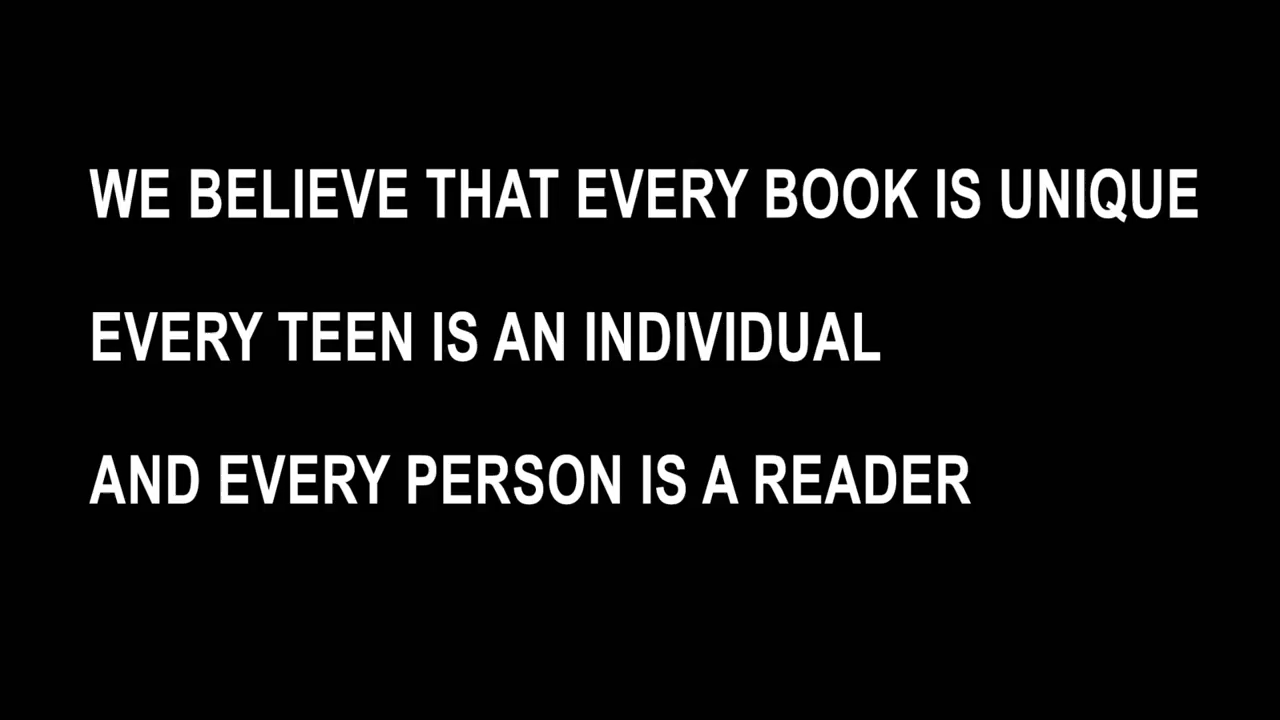 WE BELIEVE THAT EVERY BOOK IS UNIQUE
EVERY TEEN IS AN INDIVIDUAL
AND EVERY PERSON IS A READER